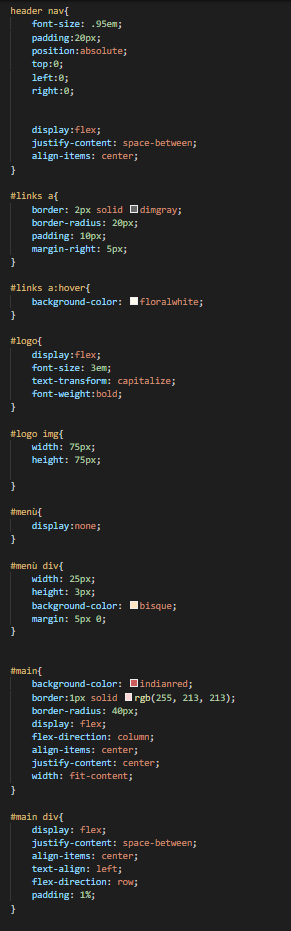 header nav{
    font-size: .95em;
    padding:20px;
    position:absolute;
    top:0;
    left:0;
    right:0;


    display:flex;
    justify-content: space-between;
    align-items: center;
}

#links a{
    border: 2px solid dimgray;
    border-radius: 20px;
    padding: 10px;
    margin-right: 5px;
}

#links a:hover{
    background-color: floralwhite;
}

#logo{
    display:flex;
    font-size: 3em;
    text-transform: capitalize;
    font-weight:bold;
}

#logo img{
    width: 75px;
    height: 75px;

}

#menù{
    display:none;
}

#menù div{
    width: 25px;
    height: 3px;
    background-color: bisque;
    margin: 5px 0;
}


#main{
    background-color: indianred;
    border:1px solid rgb(255, 213, 213);
    border-radius: 40px;
    display: flex;
    flex-direction: column;
    align-items: center;
    justify-content: center;
    width: fit-content;
}

#main div{
    display: flex;
    justify-content: space-between;
    align-items: center;
    text-align: left;
    flex-direction: row;
    padding: 1%;
}